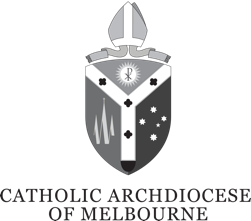 CATHOLIC ARCHDIOCESE
OF MELBOURNE